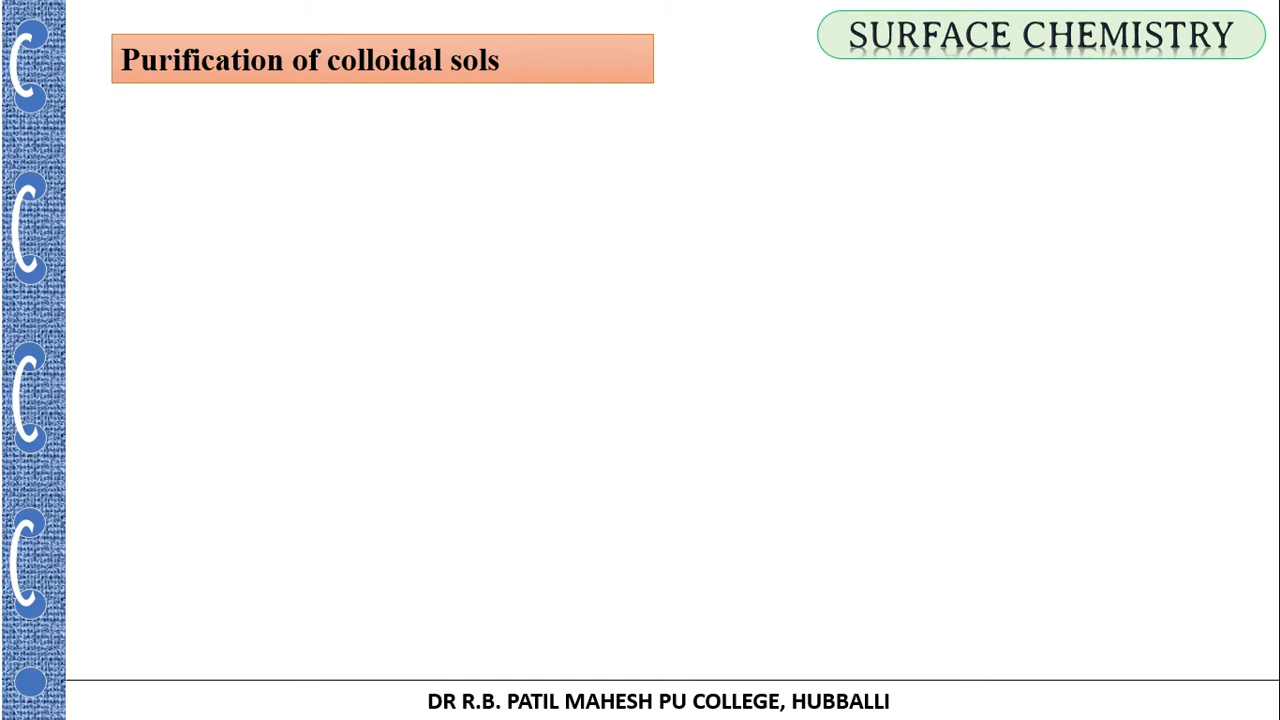 SURFACE CHEMISTRY
Purification of colloidal sols
DR R.B. PATIL MAHESH PU COLLEGE, HUBBALLI